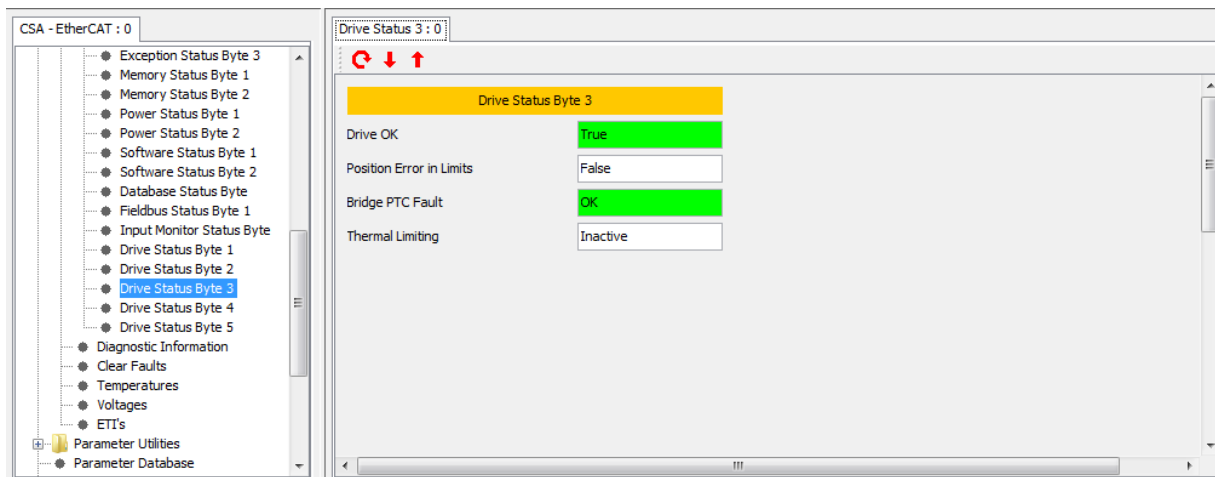 CSA - EtherCAT : 0
Exception Status Byte 3
Memory Status Byte 1
Memory Status Byte 2
Power Status Byte 1
Power Status Byte 2
Software Status Byte 1
Software Status Byte 2
Database Status Byte
Fieldbus Status Byte 1
Input Monitor Status Byte
Drive Status Byte 1
Drive Status Byte 2
Drive Status Byte 3
Drive Status Byte 4
Drive Status Byte 5
Diagnostic Information
Clear Faults
Temperatures
Voltages
ETI's
Parameter Utilities
Parameter Database
Drive Status 3 : 0
Drive Status Byte 3
Drive OK True
Position Error in Limits False
Bridge PTC Fault OK
Thermal Limiting Inactive